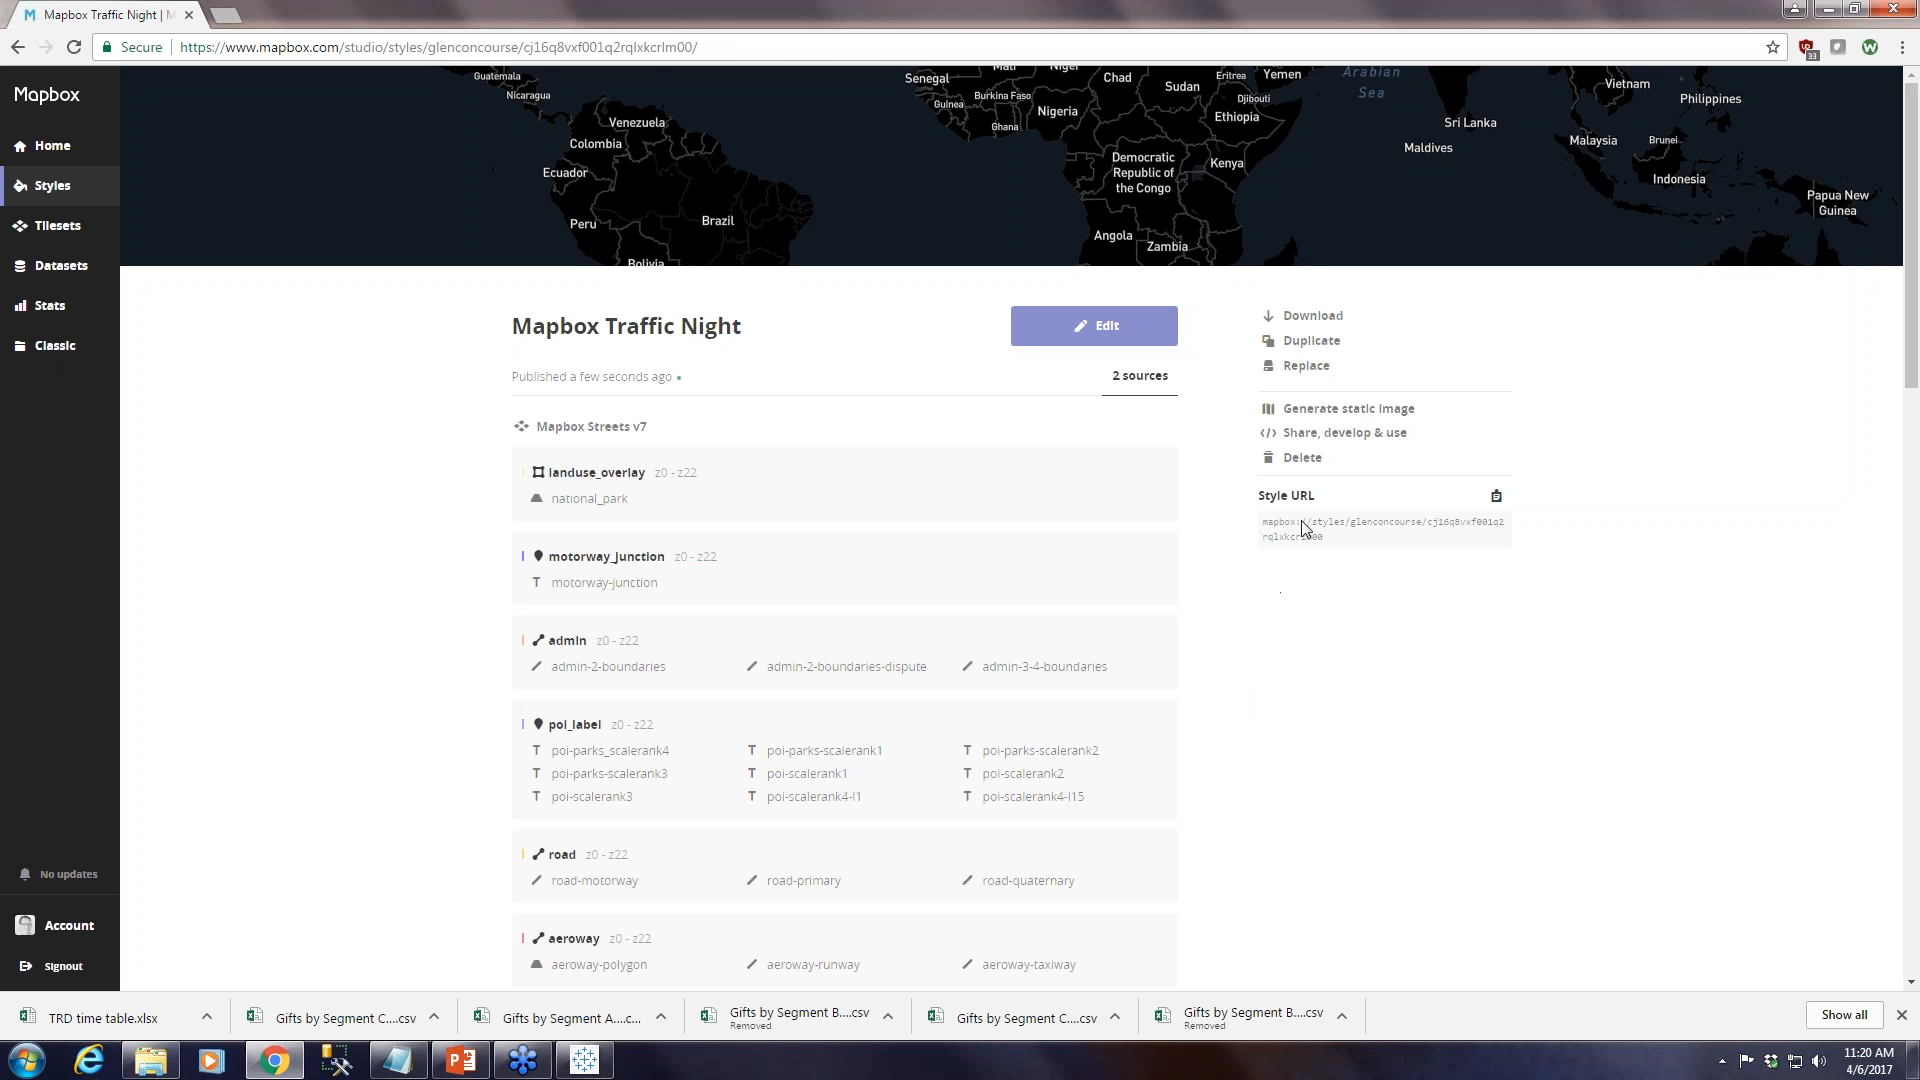 Mapbox Traffic Night | M
Secure
https://www.mapbox.com/studio/styles/glenconcourse/cj16q8vxf001q2rqlxkcrlm00/
33
Mapbox
Home
Styles
Tilesets
Datasets
Stats
Classic
No updates
Account
Signout
Guatemala
Nicaragua
Venezuela
Colombia
Ecuador
Peru
Brazil
Bolivia
Mali
Niger
Senegal
Chad
Eritrea
Yemen
Arabian
Sea
Burkina Faso
Sudan
Guinea
Nigeria
Djibouti
Ghana
Ethiopia
Democratic
Republic of
the Congo
Kenya
Angola
Zambia
Sri Lanka
Maldives
Vietnam
Philippines
Malaysia
Brunei
Indonesia
Papua New
Guinea
Mapbox Traffic Night
Edit
Published a few seconds ago
2 sources
Mapbox Streets v7
landuse_overlay z0 - z22
national_park
motorway_junction z0 - z22
motorway-junction
admin z0 - z22
admin-2-boundaries admin-2-boundaries-dispute admin-3-4-boundaries
poi_label z0 - z22
poi-parks_scalerank4 poi-parks-scalerank1 poi-parks-scalerank2
poi-parks-scalerank3 poi-scalerank1 poi-scalerank2
poi-scalerank3 poi-scalerank4-l1 poi-scalerank4-l15
road z0 - z22
road-motorway road-primary road-quaternary
aeroway z0 - z22
aeroway-polygon aeroway-runway aeroway-taxiway
Download
Duplicate
Replace
Generate static image
Share, develop & use
Delete
Style URL
mapbox://styles/glenconcourse/cj16q8vxf001q2
TRD time table.xlsx
Gifts by Segment C....csv
Gifts by Segment A....c...
Gifts by Segment B....csv
Removed
Gifts by Segment C....csv
Gifts by Segment B....csv
Removed
Show all
11:20 AM
4/6/2017